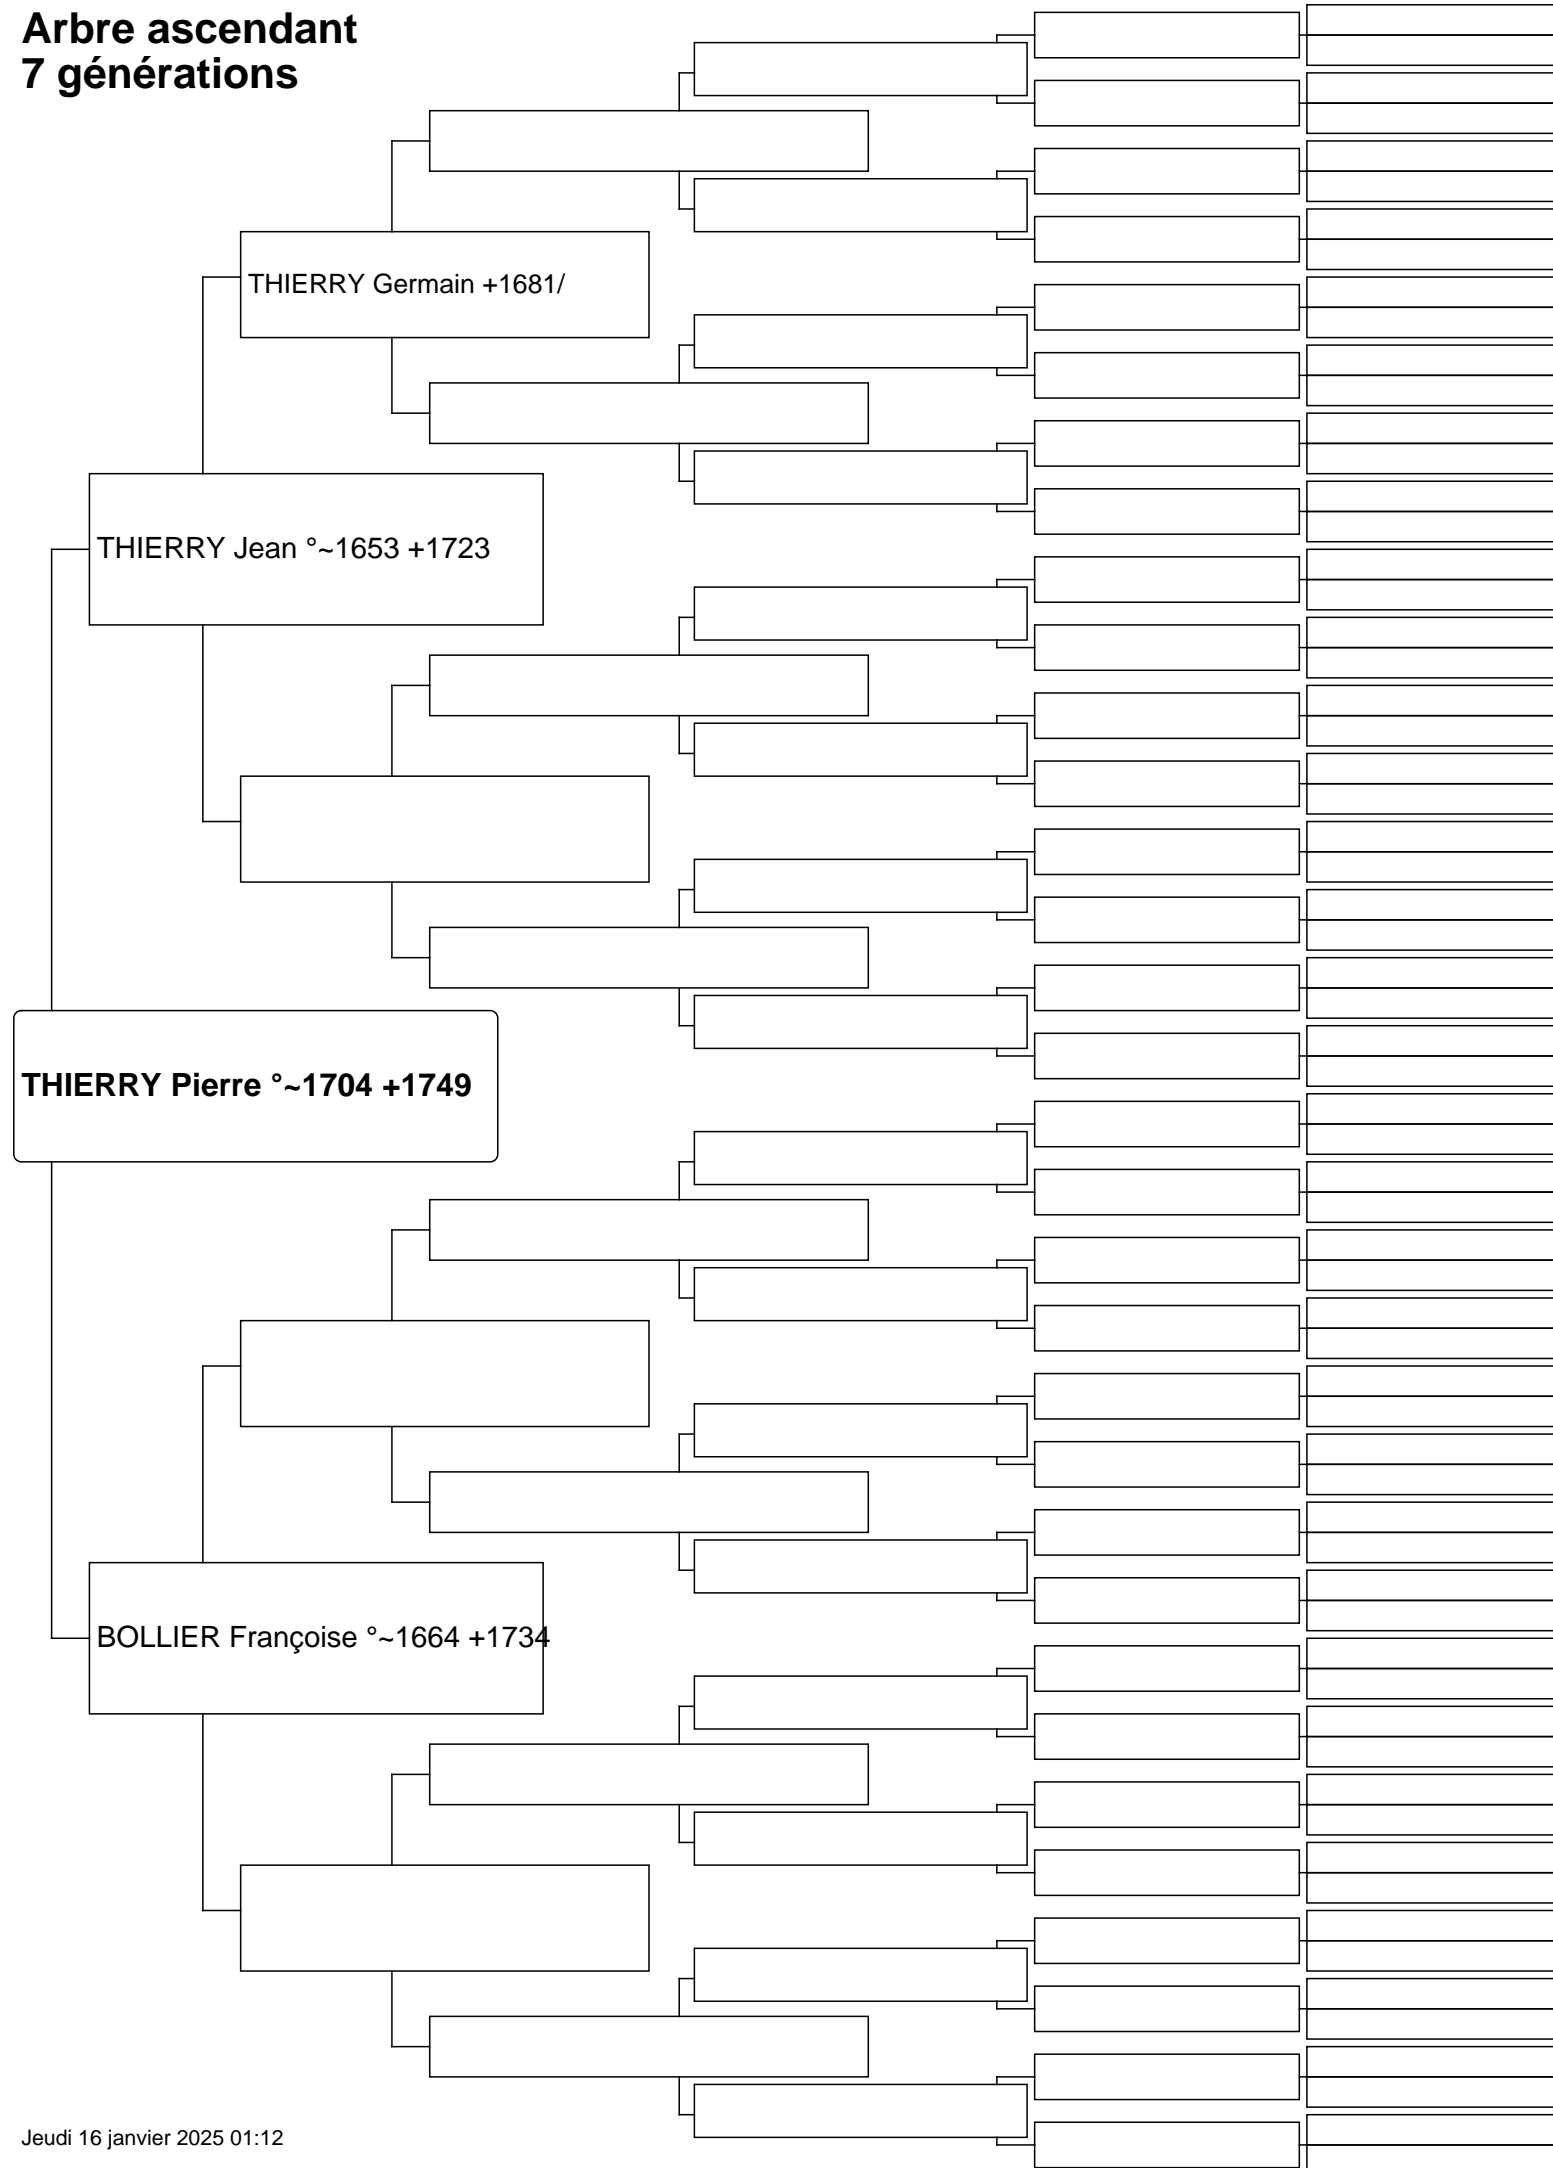 Arbre ascendant
7 générations
THIERRY Germain +1681/
THIERRY Jean °~1653 +1723
THIERRY Pierre °~1704 +1749
BOLLIER Françoise °~1664 +1734
Jeudi 16 janvier 2025 01:12